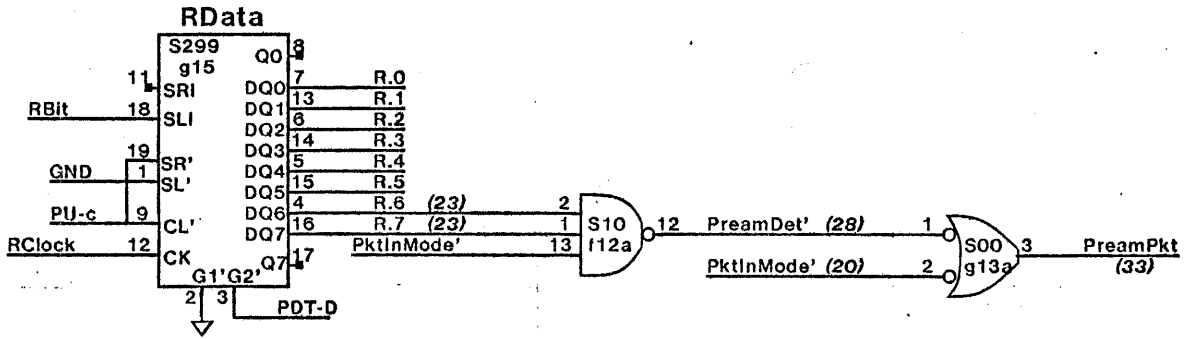 RData
S299
g15
Q0 8
11 SRI
DQ0 7 R.0
DQ1 13 R.1
RBit 18 SLI
DQ2 6 R.2
DQ3 14 R.3
19 SR'
DQ4 5 R.4
GND 1 SL'
DQ5 15 R.5
DQ6 4 R.6 (23) 2
PU-c 9 CL'
DQ7 16 R.7 (23) 1
S10
f12a
12 PreamDet' (28) 1
RClock 12 CK
Q7 17
PktInMode' 13
S00
g13a
3 PreamPkt
(33)
PktInMode' (20) 2
G1' G2'
2 3
PDT-D